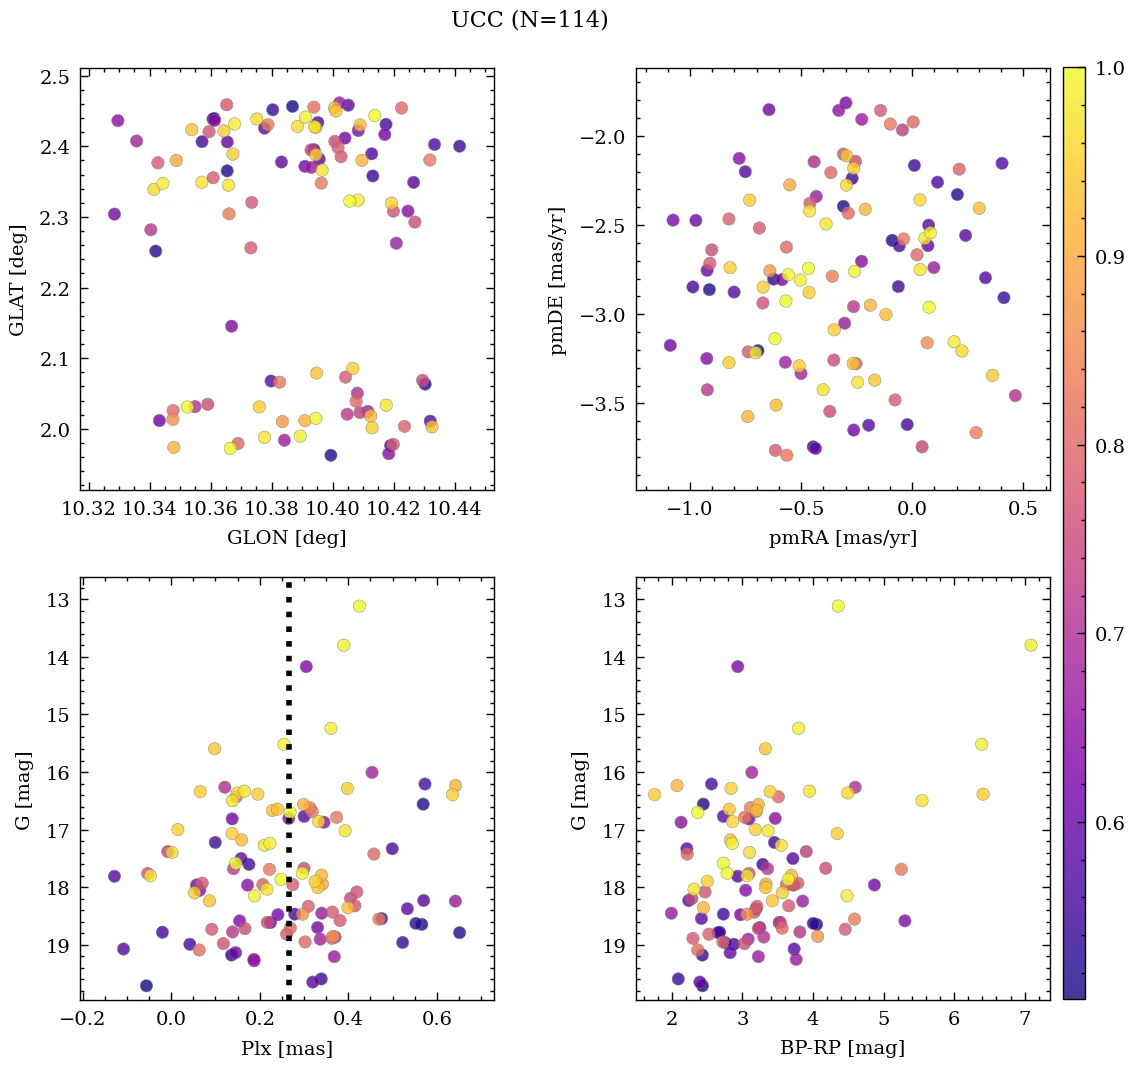 UCC (N=114)
2.5
2.4
2.3
2.2
2.1
2.0
GLAT [deg]
10.32 10.34 10.36 10.38 10.40 10.42 10.44
GLON [deg]
−2.0
−2.5
−3.0
−3.5
pmDE [mas/yr]
−1.0 −0.5 0.0 0.5
pmRA [mas/yr]
1.0
0.9
0.8
0.7
0.6
13
14
15
16
17
18
19
G [mag]
−0.2 0.0 0.2 0.4 0.6
Plx [mas]
13
14
15
16
17
18
19
G [mag]
2 3 4 5 6 7
BP-RP [mag]